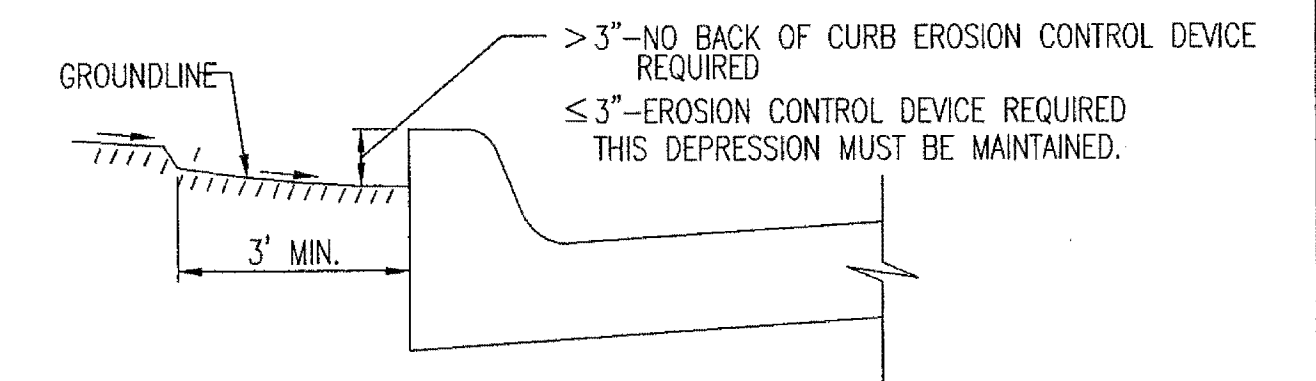 >3"-NO BACK OF CURB EROSION CONTROL DEVICE
REQUIRED
GROUNDLINE
≤3"-EROSION CONTROL DEVICE REQUIRED
THIS DEPRESSION MUST BE MAINTAINED.
3' MIN.